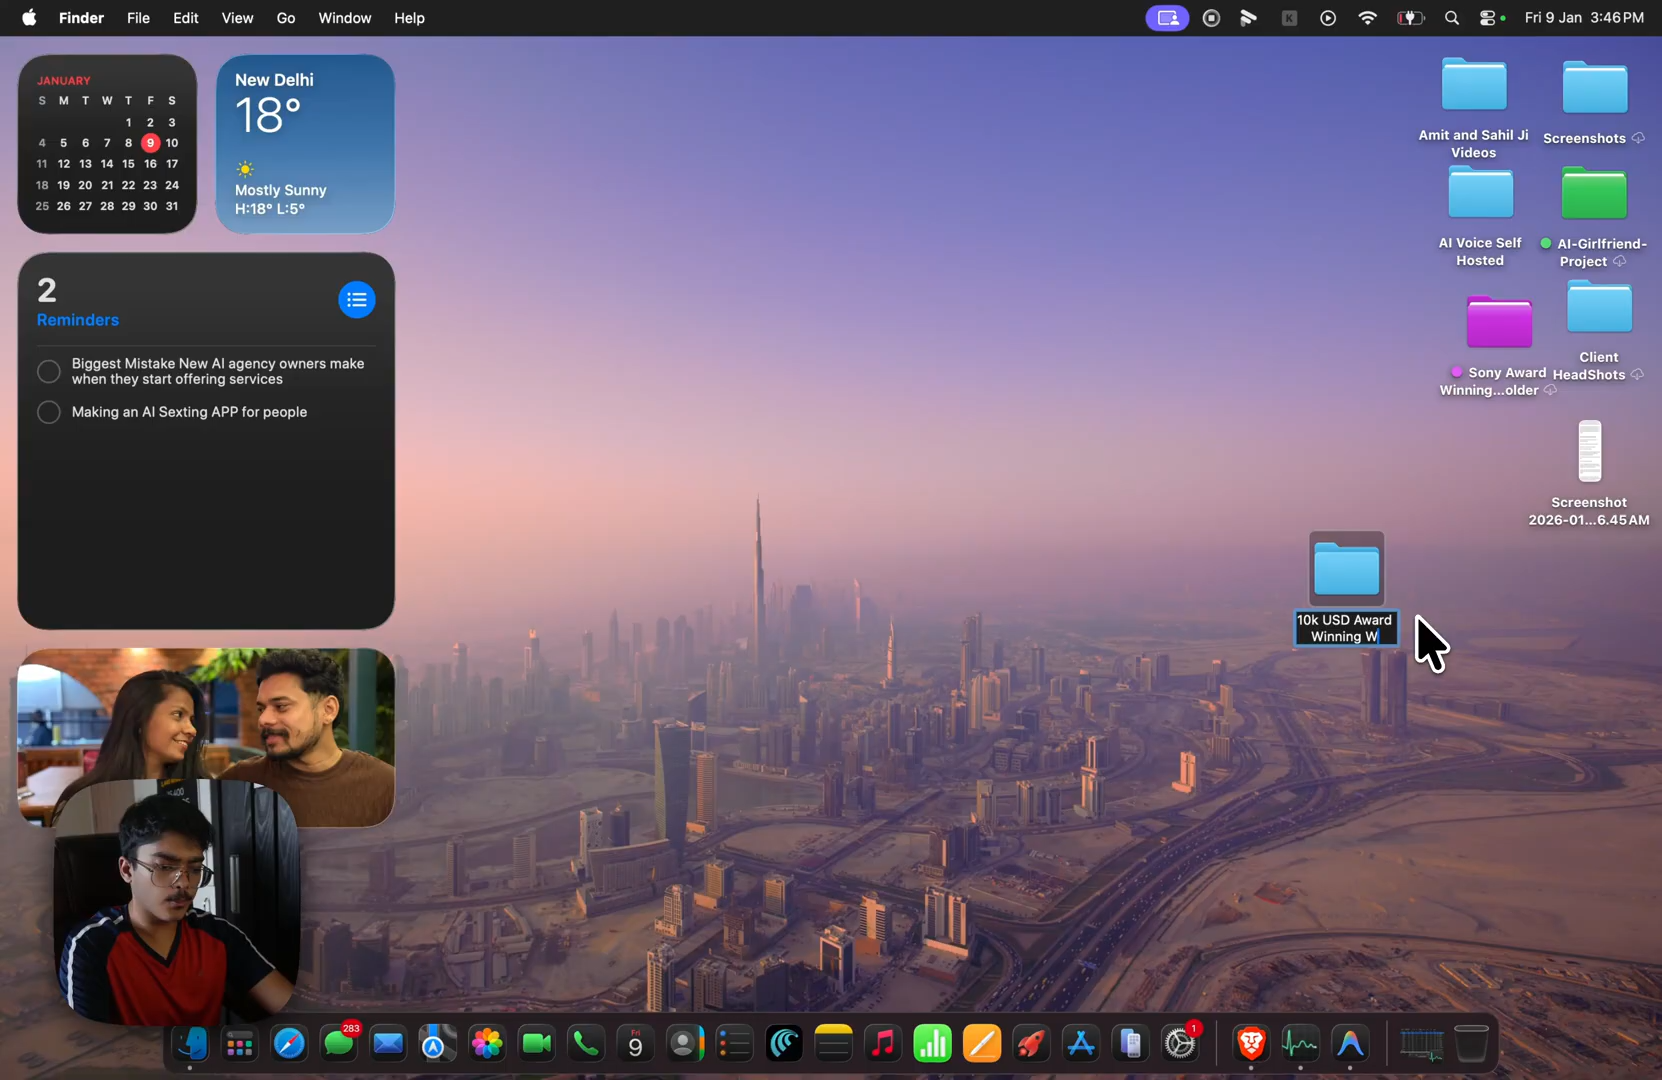 Finder File Edit View Go Window Help
K
Fri 9 Jan 3:46 PM
JANUARY
S M T W T F S
1 2 3
4 5 6 7 8 9 10
11 12 13 14 15 16 17
18 19 20 21 22 23 24
25 26 27 28 29 30 31
New Delhi
18°
Mostly Sunny
H:18° L:5°
2
Reminders
Biggest Mistake New AI agency owners make
when they start offering services
Making an AI Sexting APP for people
Amit and Sahil Ji
Videos
Screenshots
AI Voice Self
Hosted
AI-Girlfriend-
Project
Sony Award
Winning...older
Client
HeadShots
Screenshot
2026-01...6.45 AM
10k USD Award
Winning W
283
Fri
9
1